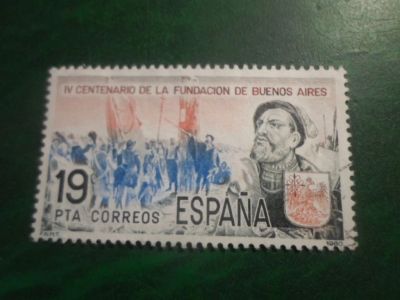 IV CENTENARIO DE LA FUNDACION DE BUENOS AIRES
19
PTA CORREOS ESPAÑA
1980